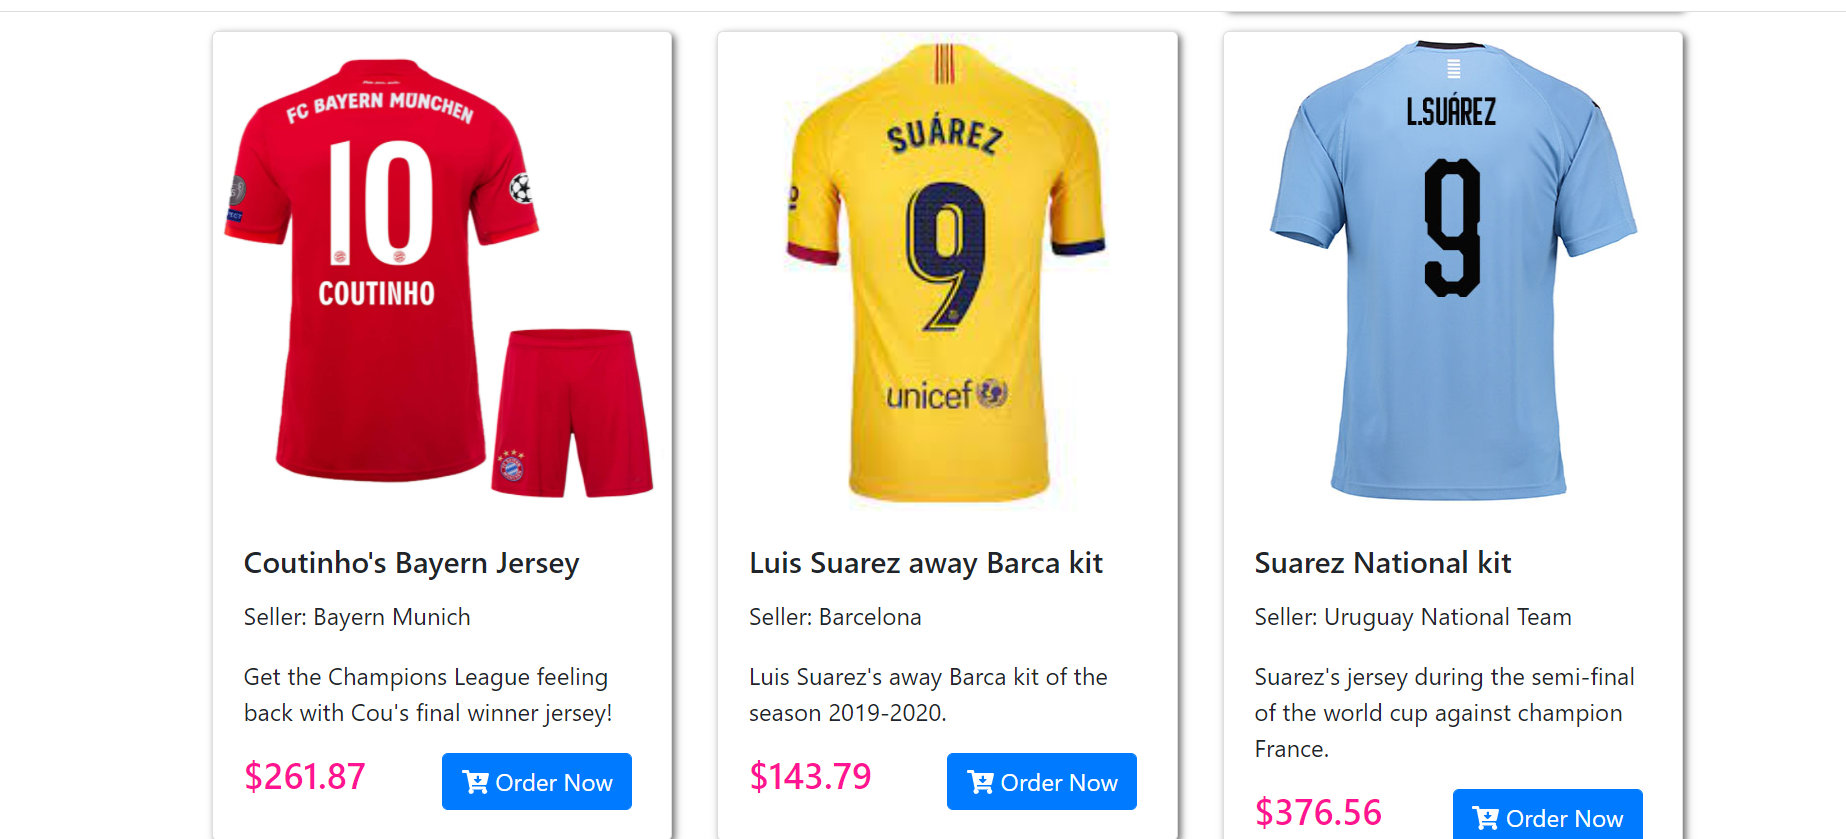 FC BAYERN MÜNCHEN
10
COUTINHO
Coutinho's Bayern Jersey
Seller: Bayern Munich
Get the Champions League feeling
back with Cou's final winner jersey!
$261.87
Order Now
SUÁREZ
9
unicef
Luis Suarez away Barca kit
Seller: Barcelona
Luis Suarez's away Barca kit of the
season 2019-2020.
$143.79
Order Now
L.SUÁREZ
9
Suarez National kit
Seller: Uruguay National Team
Suarez's jersey during the semi-final
of the world cup against champion
France.
$376.56
Order Now